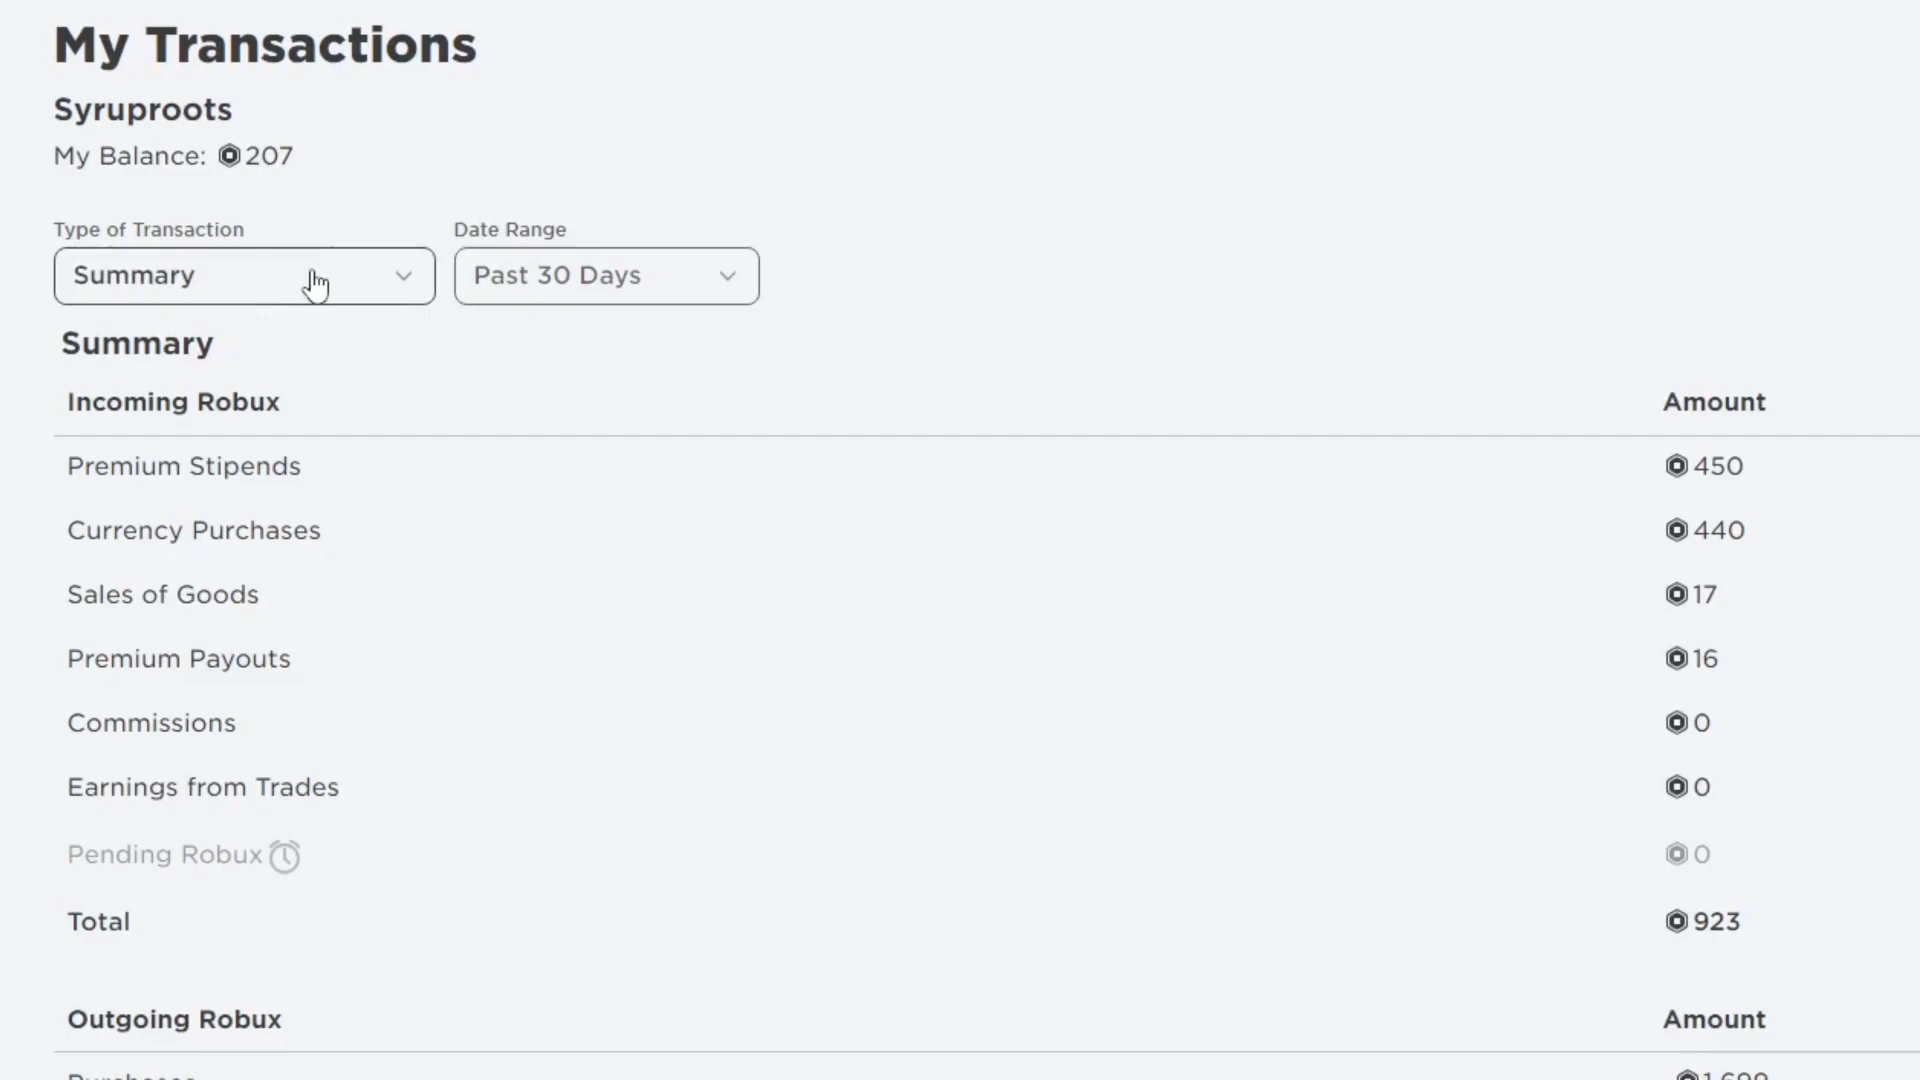 My Transactions
Syruproots
My Balance: 207
Type of Transaction Date Range
Summary Past 30 Days
Summary
Incoming Robux Amount
Premium Stipends 450
Currency Purchases 440
Sales of Goods 17
Premium Payouts 16
Commissions 0
Earnings from Trades 0
Pending Robux 0
Total 923
Outgoing Robux Amount